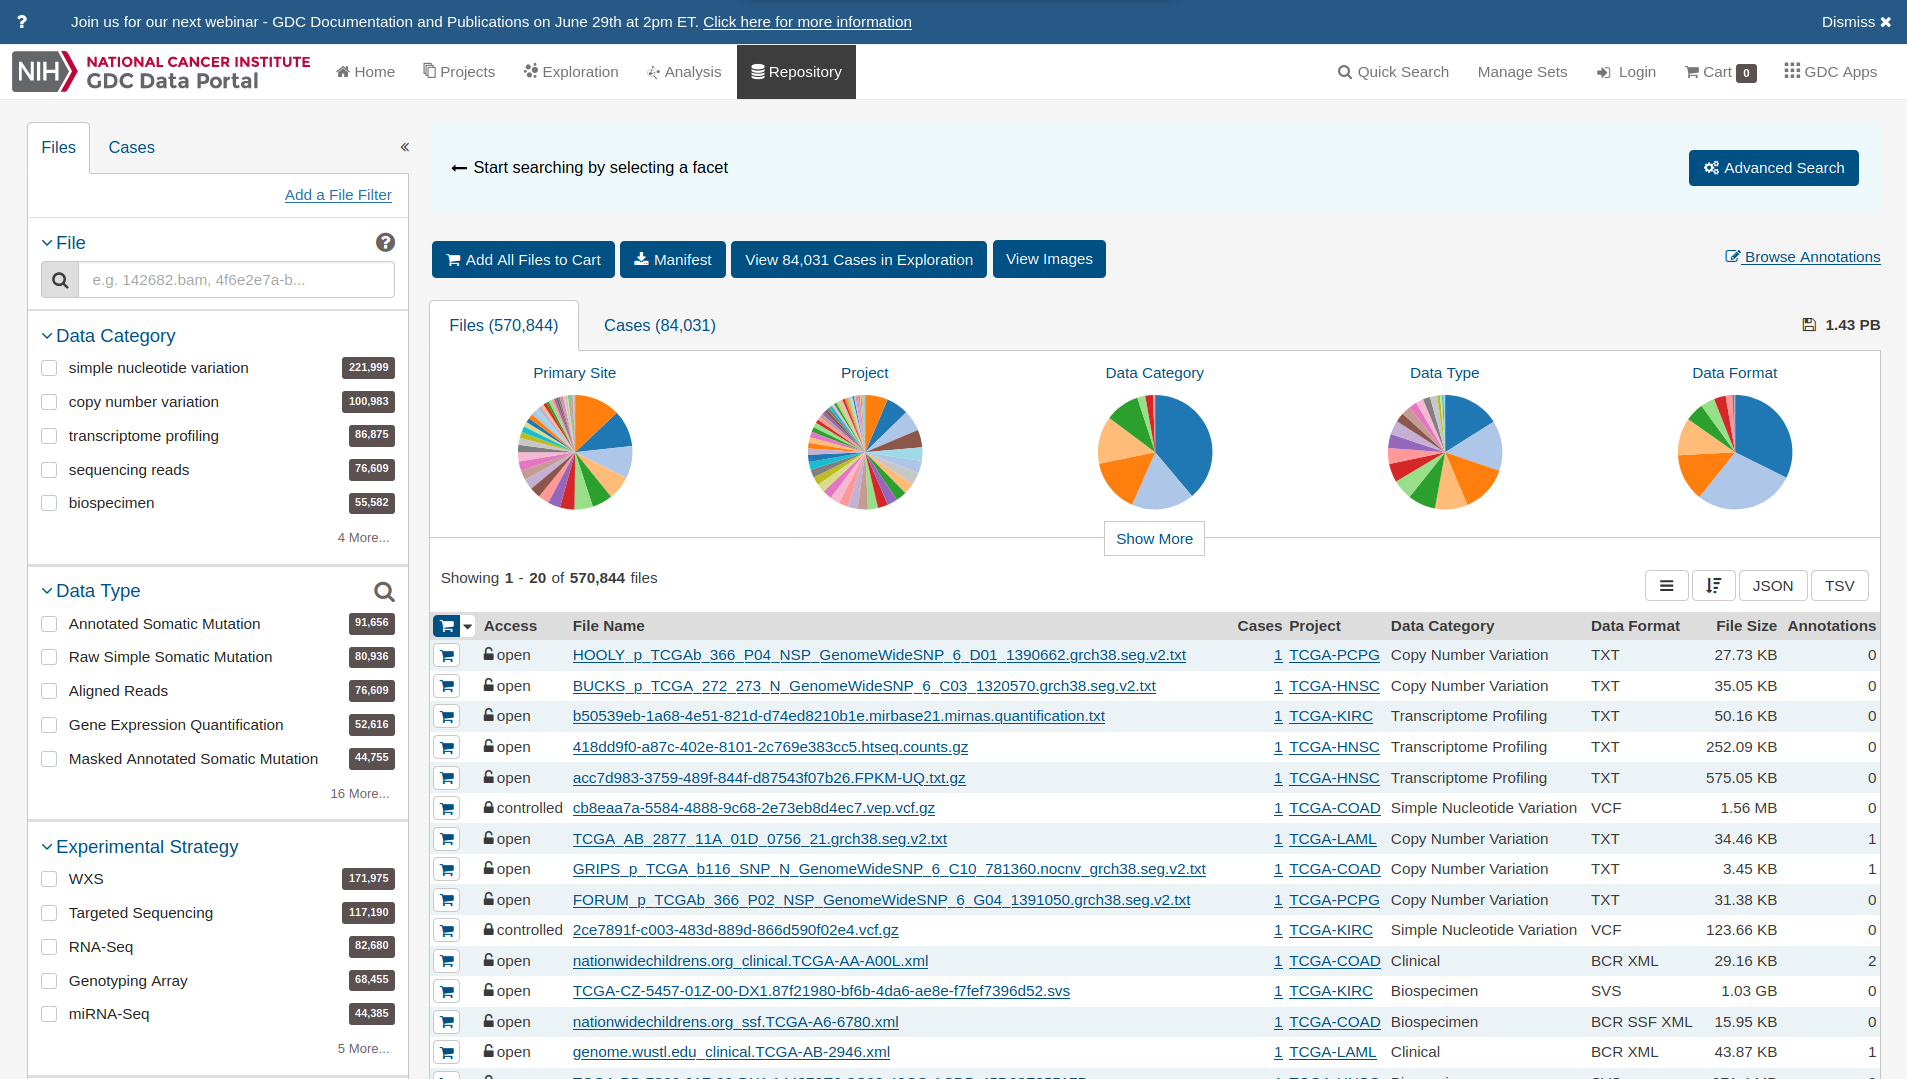 Join us for our next webinar - GDC Documentation and Publications on June 29th at 2pm ET. Click here for more information
Dismiss
NIH NATIONAL CANCER INSTITUTE
GDC Data Portal
Home Projects Exploration Analysis Repository Quick Search Manage Sets Login Cart 0 GDC Apps
Files Cases «
Add a File Filter
File
e.g. 142682.bam, 4f6e2e7a-b...
Data Category
simple nucleotide variation 221,999
copy number variation 100,983
transcriptome profiling 86,875
sequencing reads 76,609
biospecimen 55,582
4 More...
Data Type
Annotated Somatic Mutation 91,656
Raw Simple Somatic Mutation 80,936
Aligned Reads 76,609
Gene Expression Quantification 52,616
Masked Annotated Somatic Mutation 44,755
16 More...
Experimental Strategy
WXS 171,975
Targeted Sequencing 117,190
RNA-Seq 82,680
Genotyping Array 68,455
miRNA-Seq 44,385
5 More...
Start searching by selecting a facet
Advanced Search
Add All Files to Cart Manifest View 84,031 Cases in Exploration View Images Browse Annotations
Files (570,844) Cases (84,031) 1.43 PB
Primary Site Project Data Category Data Type Data Format
Show More
Showing 1 - 20 of 570,844 files
JSON TSV
Access File Name Cases Project Data Category Data Format File Size Annotations
open HOOLY_p_TCGAb_366_P04_NSP_GenomeWideSNP_6_D01_1390662.grch38.seg.v2.txt 1 TCGA-PCPG Copy Number Variation TXT 27.73 KB 0
open BUCKS_p_TCGA_272_273_N_GenomeWideSNP_6_C03_1320570.grch38.seg.v2.txt 1 TCGA-HNSC Copy Number Variation TXT 35.05 KB 0
open b50539eb-1a68-4e51-821d-d74ed8210b1e.mirbase21.mirnas.quantification.txt 1 TCGA-KIRC Transcriptome Profiling TXT 50.16 KB 0
open 418dd9f0-a87c-402e-8101-2c769e383cc5.htseq.counts.gz 1 TCGA-HNSC Transcriptome Profiling TXT 252.09 KB 0
open acc7d983-3759-489f-844f-d87543f07b26.FPKM-UQ.txt.gz 1 TCGA-HNSC Transcriptome Profiling TXT 575.05 KB 0
controlled cb8eaa7a-5584-4888-9c68-2e73eb8d4ec7.vep.vcf.gz 1 TCGA-COAD Simple Nucleotide Variation VCF 1.56 MB 0
open TCGA_AB_2877_11A_01D_0756_21.grch38.seg.v2.txt 1 TCGA-LAML Copy Number Variation TXT 34.46 KB 1
open GRIPS_p_TCGA_b116_SNP_N_GenomeWideSNP_6_C10_781360.nocnv_grch38.seg.v2.txt 1 TCGA-COAD Copy Number Variation TXT 3.45 KB 1
open FORUM_p_TCGAb_366_P02_NSP_GenomeWideSNP_6_G04_1391050.grch38.seg.v2.txt 1 TCGA-PCPG Copy Number Variation TXT 31.38 KB 0
controlled 2ce7891f-c003-483d-889d-866d590f02e4.vcf.gz 1 TCGA-KIRC Simple Nucleotide Variation VCF 123.66 KB 0
open nationwidechildrens.org_clinical.TCGA-AA-A00L.xml 1 TCGA-COAD Clinical BCR XML 29.16 KB 2
open TCGA-CZ-5457-01Z-00-DX1.87f21980-bf6b-4da6-ae8e-f7fef7396d52.svs 1 TCGA-KIRC Biospecimen SVS 1.03 GB 0
open nationwidechildrens.org_ssf.TCGA-A6-6780.xml 1 TCGA-COAD Biospecimen BCR SSF XML 15.95 KB 0
open genome.wustl.edu_clinical.TCGA-AB-2946.xml 1 TCGA-LAML Clinical BCR XML 43.87 KB 1